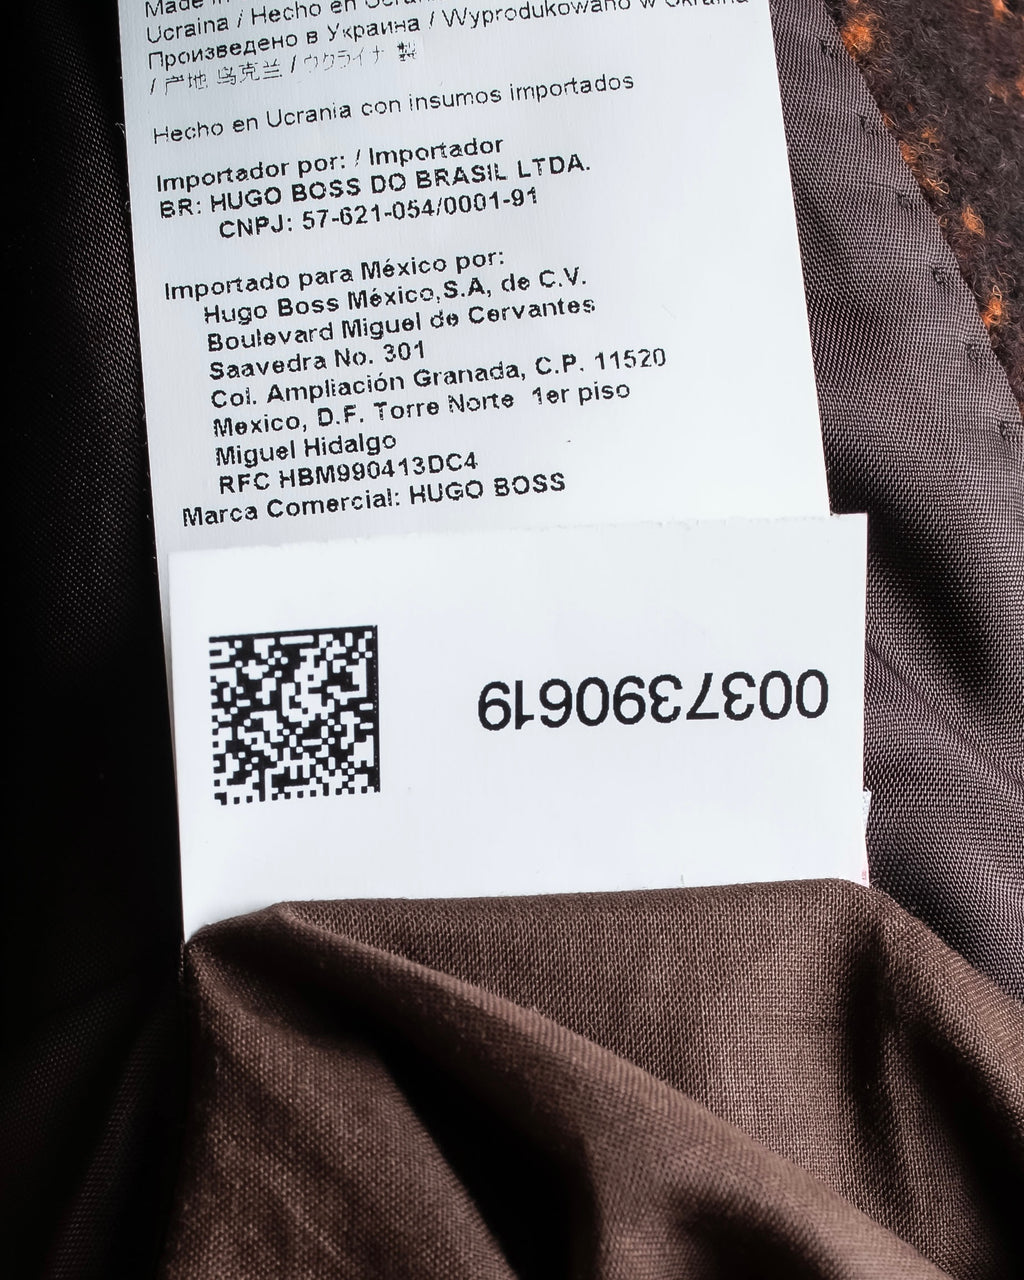 Made in
Ucraina / Hecho en Ucrania
Произведено в Украина / Wyprodukowano w Ukraina
/ 产地 乌克兰 / ウクライナ 製
Hecho en Ucrania con insumos importados
Importador por: / Importador
BR: HUGO BOSS DO BRASIL LTDA.
CNPJ: 57-621-054/0001-91
Importado para México por:
Hugo Boss México,S.A, de C.V.
Boulevard Miguel de Cervantes
Saavedra No. 301
Col. Ampliación Granada, C.P. 11520
Mexico, D.F. Torre Norte 1er piso
Miguel Hidalgo
RFC HBM990413DC4
Marca Comercial: HUGO BOSS
0037390619